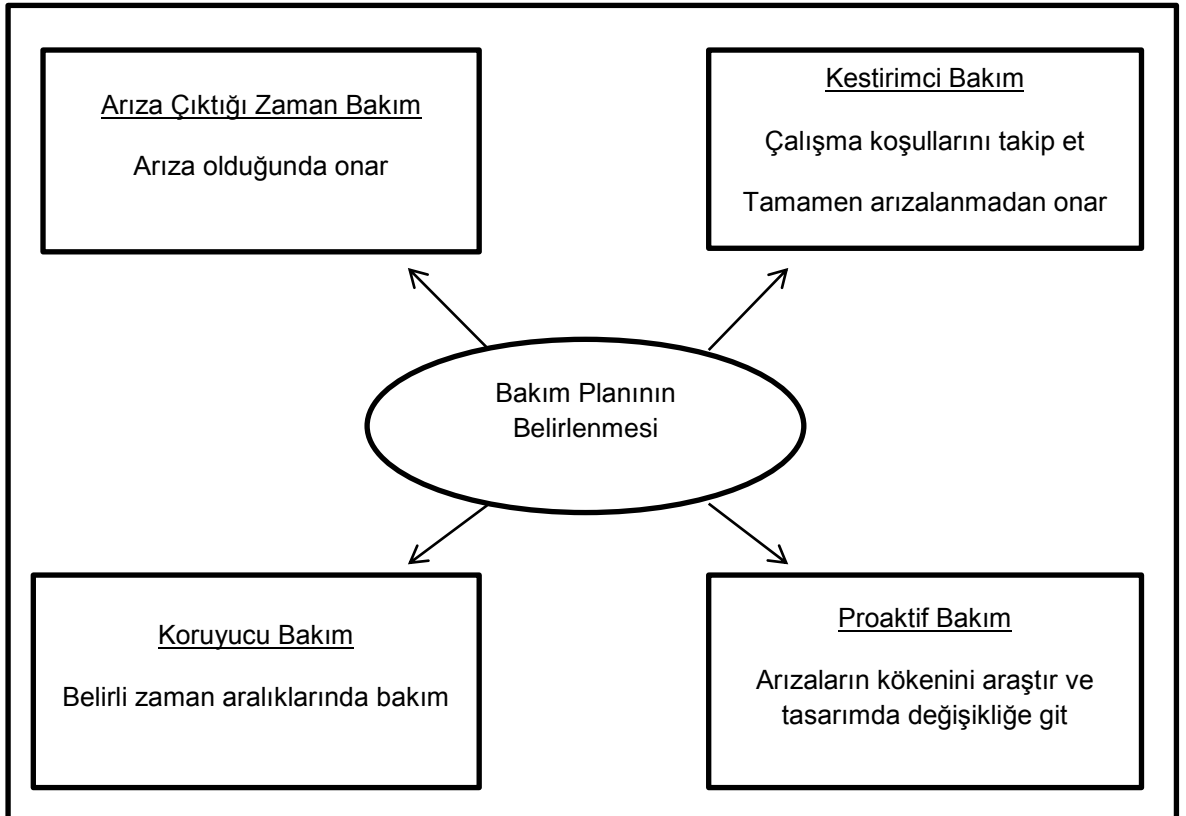 Arıza Çıktığı Zaman Bakım
Arıza olduğunda onar
Kestirimci Bakım
Çalışma koşullarını takip et
Tamamen arızalanmadan onar
Bakım Planının
Belirlenmesi
Koruyucu Bakım
Belirli zaman aralıklarında bakım
Proaktif Bakım
Arızaların kökenini araştır ve
tasarımda değişikliğe git